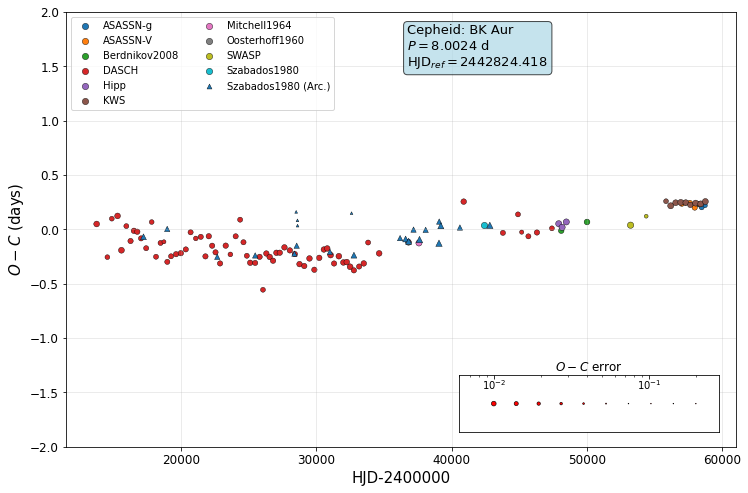 ASASSN-g
ASASSN-V
Berdnikov2008
DASCH
Hipp
KWS
Mitchell1964
Oosterhoff1960
SWASP
Szabados1980
Szabados1980 (Arc.)
Cepheid: BK Aur
P = 8.0024 d
HJD_ref = 2442824.418
2.0
1.5
1.0
0.5
0.0
−0.5
−1.0
−1.5
−2.0
O − C (days)
O − C error
10^−2 10^−1
20000 30000 40000 50000 60000
HJD-2400000